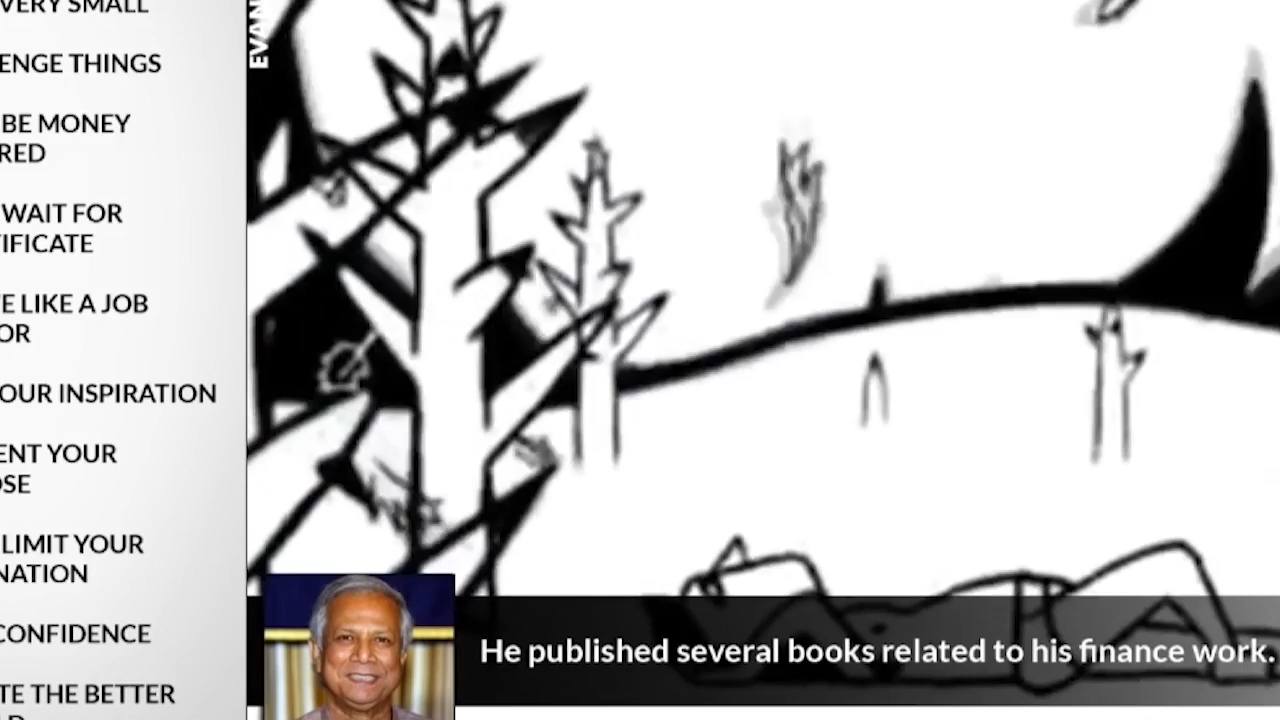 VERY SMALL
ENGE THINGS
BE MONEY
RED
WAIT FOR
IFICATE
E LIKE A JOB
OR
OUR INSPIRATION
ENT YOUR
OSE
LIMIT YOUR
NATION
CONFIDENCE
TE THE BETTER
EVAN
He published several books related to his finance work.